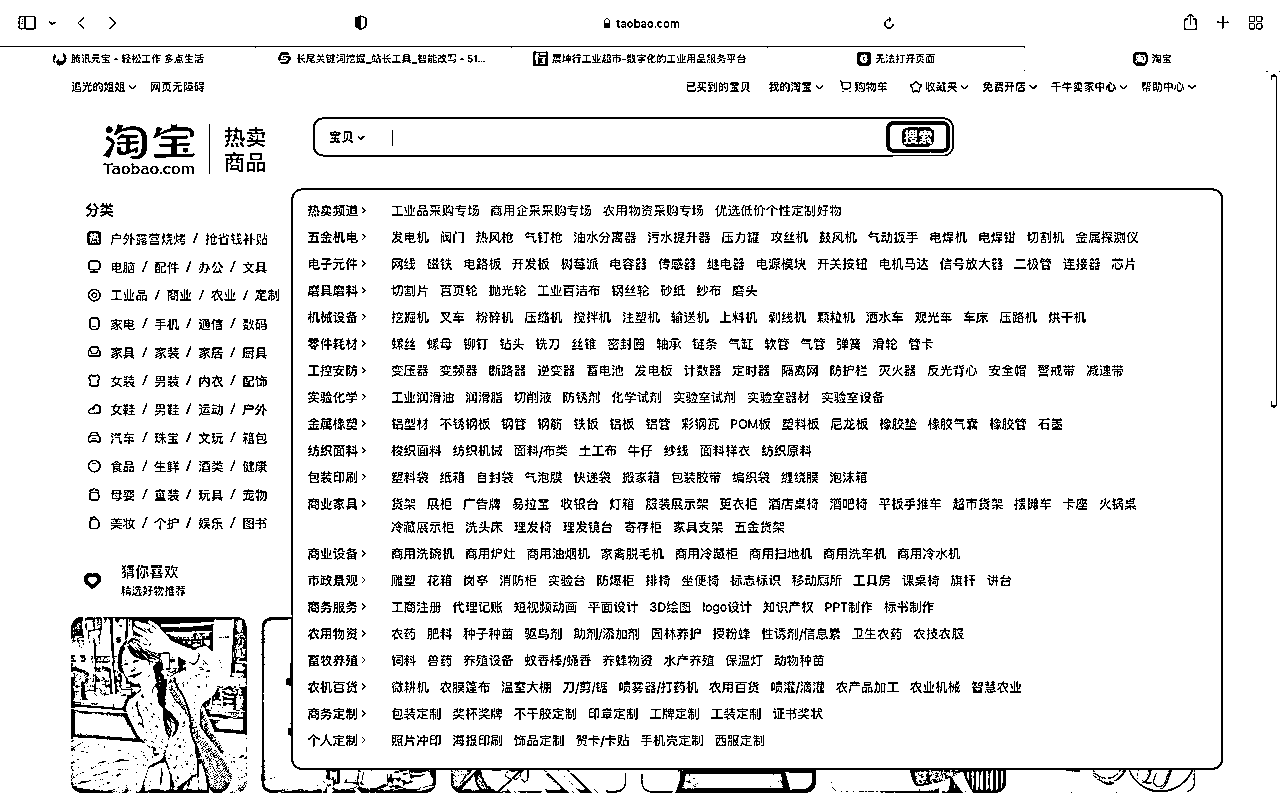 taobao.com
腾讯元宝 - 轻松工作 多点生活
长尾关键词挖掘_站长工具_智能改写 - 51...
震坤行工业超市-数字化的工业用品服务平台
无法打开页面
淘宝
追光的姐姐 网页无障碍 已买到的宝贝 我的淘宝 购物车 收藏夹 免费开店 千牛卖家中心 帮助中心
淘宝
Taobao.com
热卖
商品
宝贝
搜索
分类
户外露营烧烤 / 抢省钱补贴
电脑 / 配件 / 办公 / 文具
工业品 / 商业 / 农业 / 定制
家电 / 手机 / 通信 / 数码
家具 / 家装 / 家居 / 厨具
女装 / 男装 / 内衣 / 配饰
女鞋 / 男鞋 / 运动 / 户外
汽车 / 珠宝 / 文玩 / 箱包
食品 / 生鲜 / 酒类 / 健康
母婴 / 童装 / 玩具 / 宠物
美妆 / 个护 / 娱乐 / 图书
猜你喜欢
精选好物推荐
热卖频道 › 工业品采购专场 商用企采采购专场 农用物资采购专场 优选低价个性定制好物
五金机电 › 发电机 阀门 热风枪 气钉枪 油水分离器 污水提升器 压力罐 攻丝机 鼓风机 气动扳手 电焊机 电焊钳 切割机 金属探测仪
电子元件 › 网线 磁铁 电路板 开发板 树莓派 电容器 传感器 继电器 电源模块 开关按钮 电机马达 信号放大器 二极管 连接器 芯片
磨具磨料 › 切割片 百页轮 抛光轮 工业百洁布 钢丝轮 砂纸 纱布 磨头
机械设备 › 挖掘机 叉车 粉碎机 压缩机 搅拌机 注塑机 输送机 上料机 剥线机 颗粒机 洒水车 观光车 车床 压路机 烘干机
零件耗材 › 螺丝 螺母 铆钉 钻头 铣刀 丝锥 密封圈 轴承 链条 气缸 软管 气管 弹簧 滑轮 管卡
工控安防 › 变压器 变频器 断路器 逆变器 蓄电池 发电板 计数器 定时器 隔离网 防护栏 灭火器 反光背心 安全帽 警戒带 减速带
实验化学 › 工业润滑油 润滑脂 切削液 防锈剂 化学试剂 实验室试剂 实验室器材 实验室设备
金属橡塑 › 铝型材 不锈钢板 钢管 钢筋 铁板 铝板 铝管 彩钢瓦 POM板 塑料板 尼龙板 橡胶垫 橡胶气囊 橡胶管 石墨
纺织面料 › 梭织面料 纺织机械 面料/布类 土工布 牛仔 纱线 面料样衣 纺织原料
包装印刷 › 塑料袋 纸箱 自封袋 气泡膜 快递袋 搬家箱 包装胶带 编织袋 缠绕膜 泡沫箱
商业家具 › 货架 展柜 广告牌 易拉宝 收银台 灯箱 服装展示架 更衣柜 酒店桌椅 酒吧椅 平板手推车 超市货架 摆摊车 卡座 火锅桌
冷藏展示柜 洗头床 理发椅 理发镜台 寄存柜 家具支架 五金货架
商业设备 › 商用洗碗机 商用炉灶 商用油烟机 家禽脱毛机 商用冷藏柜 商用扫地机 商用洗车机 商用冷水机
市政景观 › 雕塑 花箱 岗亭 消防柜 实验台 防爆柜 排椅 坐便椅 标志标识 移动厕所 工具房 课桌椅 旗杆 讲台
商务服务 › 工商注册 代理记账 短视频动画 平面设计 3D绘图 logo设计 知识产权 PPT制作 标书制作
农用物资 › 农药 肥料 种子种苗 驱鸟剂 助剂/添加剂 园林养护 授粉蜂 性诱剂/信息素 卫生农药 农技农服
畜牧养殖 › 饲料 兽药 养殖设备 蚊香棒/蝇香 养蜂物资 水产养殖 保温灯 动物种苗
农机百货 › 微耕机 农膜篷布 温室大棚 刀/剪/锯 喷雾器/打药机 农用百货 喷灌/滴灌 农产品加工 农业机械 智慧农业
商务定制 › 包装定制 奖杯奖牌 不干胶定制 印章定制 工牌定制 工装定制 证书奖状
个人定制 › 照片冲印 海报印刷 饰品定制 贺卡/卡贴 手机壳定制 西服定制